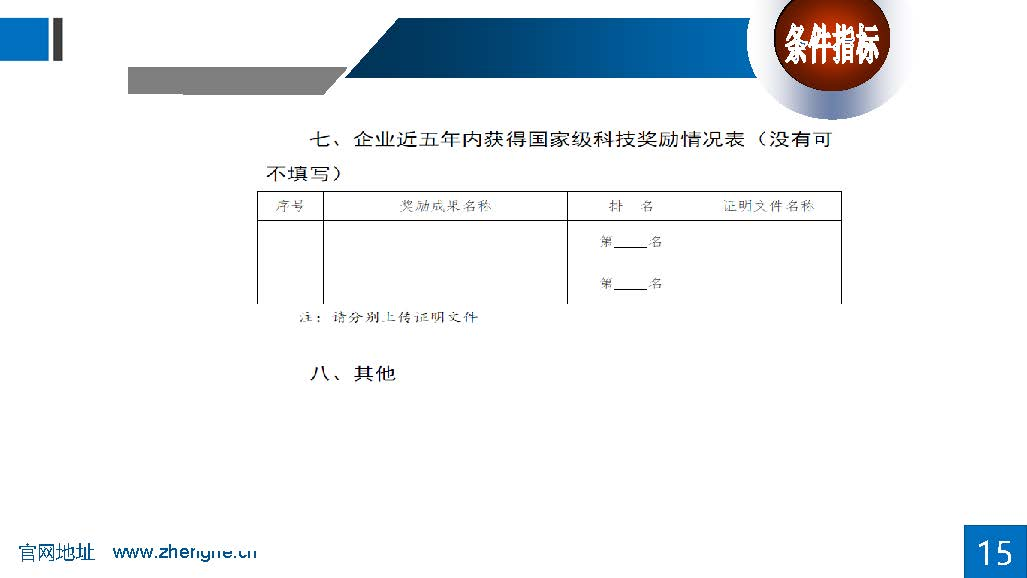 条件指标
七、企业近五年内获得国家级科技奖励情况表（没有可
不填写）
序号 奖励成果名称 排 名 证明文件名称
第_____名
第_____名
注：请分别上传证明文件
八、其他
官网地址 www.zhenghe.cn
15